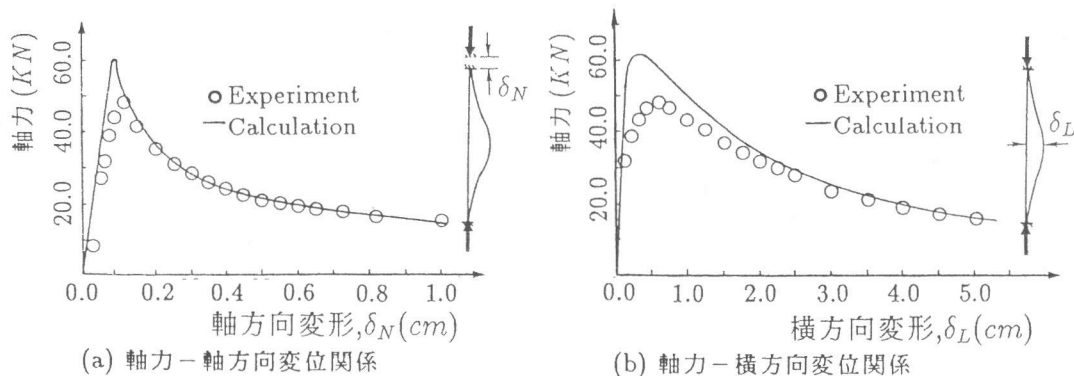 軸力(KN)
60.0
40.0
20.0
Experiment
Calculation
δN
0.0
0.2
0.4
0.6
0.8
1.0
軸方向変形,δN(cm)
(a) 軸力−軸方向変位関係
軸力(KN)
60.0
40.0
20.0
Experiment
Calculation
δL
0.0
1.0
2.0
3.0
4.0
5.0
横方向変形,δL(cm)
(b) 軸力−横方向変位関係